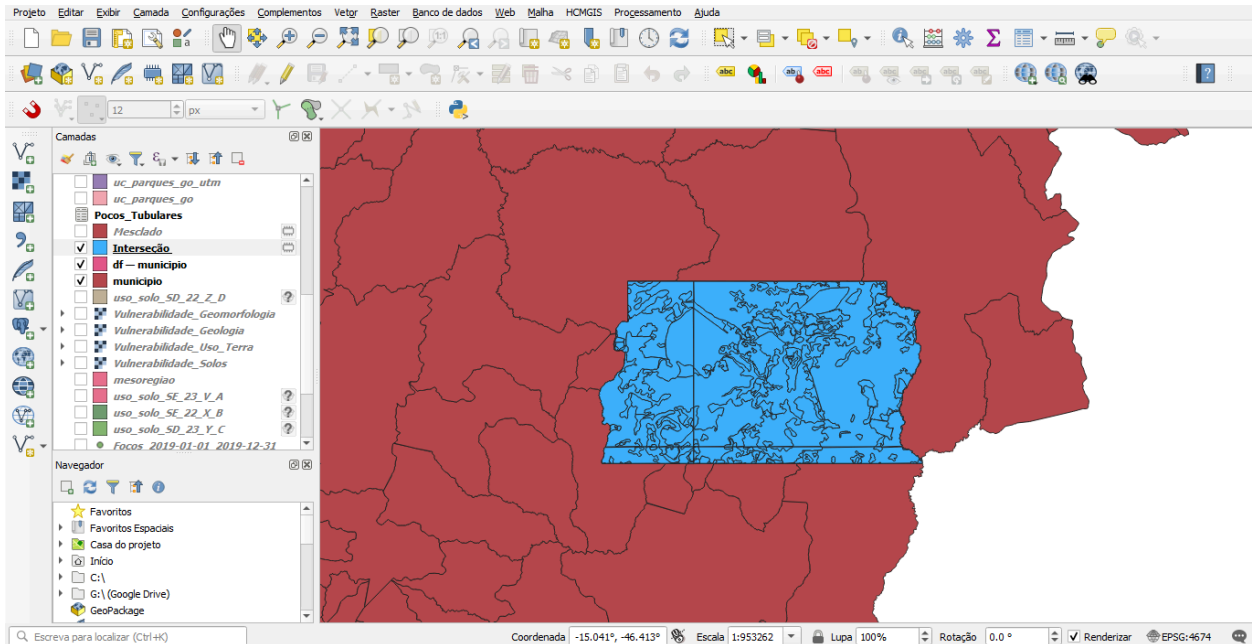 Projeto Editar Exibir Camada Configurações Complementos Vetor Raster Banco de dados Web Malha HCMGIS Processamento Ajuda
abc abc abc
12 px
Camadas
uc_parques_go_utm
uc_parques_go
Pocos_Tubulares
Mesclado
Interseção
df — municipio
municipio
uso_solo_SD_22_Z_D ?
Vulnerabilidade_Geomorfologia
Vulnerabilidade_Geologia
Vulnerabilidade_Uso_Terra
Vulnerabilidade_Solos
mesoregiao
uso_solo_SE_23_V_A ?
uso_solo_SE_22_X_B ?
uso_solo_SD_23_Y_C ?
Focos_2019-01-01_2019-12-31
Navegador
Favoritos
Favoritos Espaciais
Casa do projeto
Início
C:\
G:\ (Google Drive)
GeoPackage
Escreva para localizar (Ctrl+K) Coordenada -15.041°, -46.413° Escala 1:953262 Lupa 100% Rotação 0.0 ° Renderizar EPSG:4674